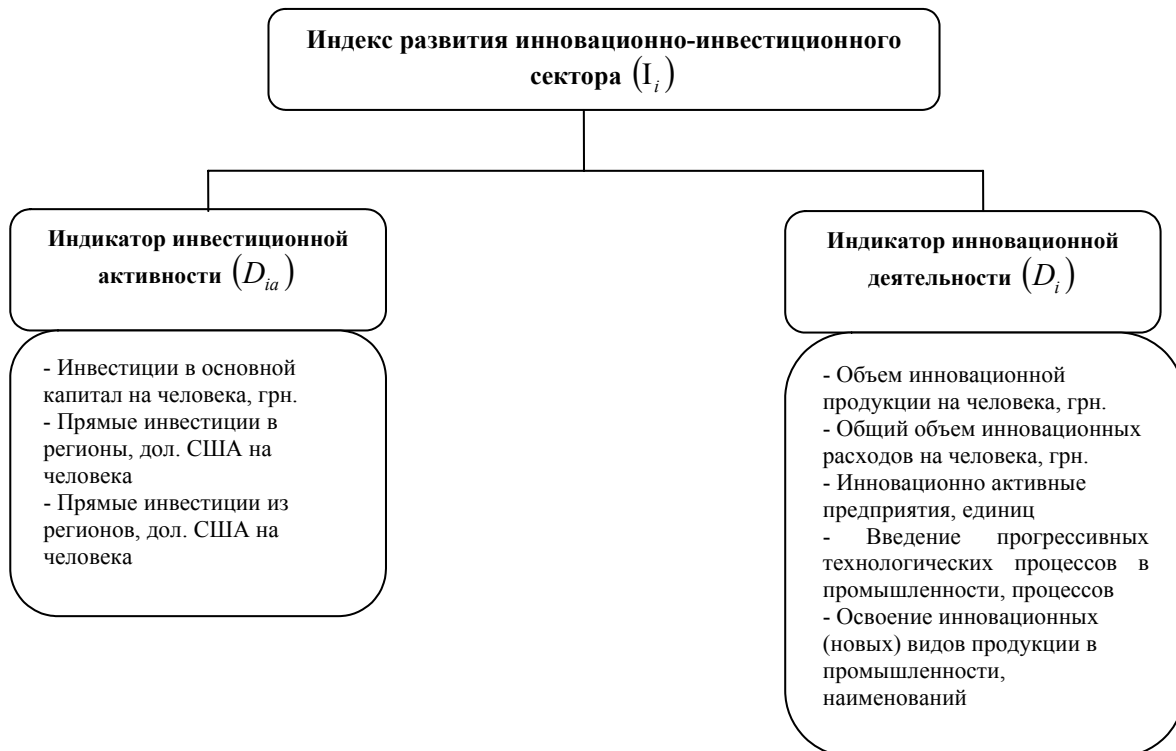 Индекс развития инновационно-инвестиционного
сектора (I_i)
Индикатор инвестиционной
активности (D_ia)
- Инвестиции в основной
капитал на человека, грн.
- Прямые инвестиции в
регионы, дол. США на
человека
- Прямые инвестиции из
регионов, дол. США на
человека
Индикатор инновационной
деятельности (D_i)
- Объем инновационной
продукции на человека, грн.
- Общий объем инновационных
расходов на человека, грн.
- Инновационно активные
предприятия, единиц
- Введение прогрессивных
технологических процессов в
промышленности, процессов
- Освоение инновационных
(новых) видов продукции в
промышленности,
наименований